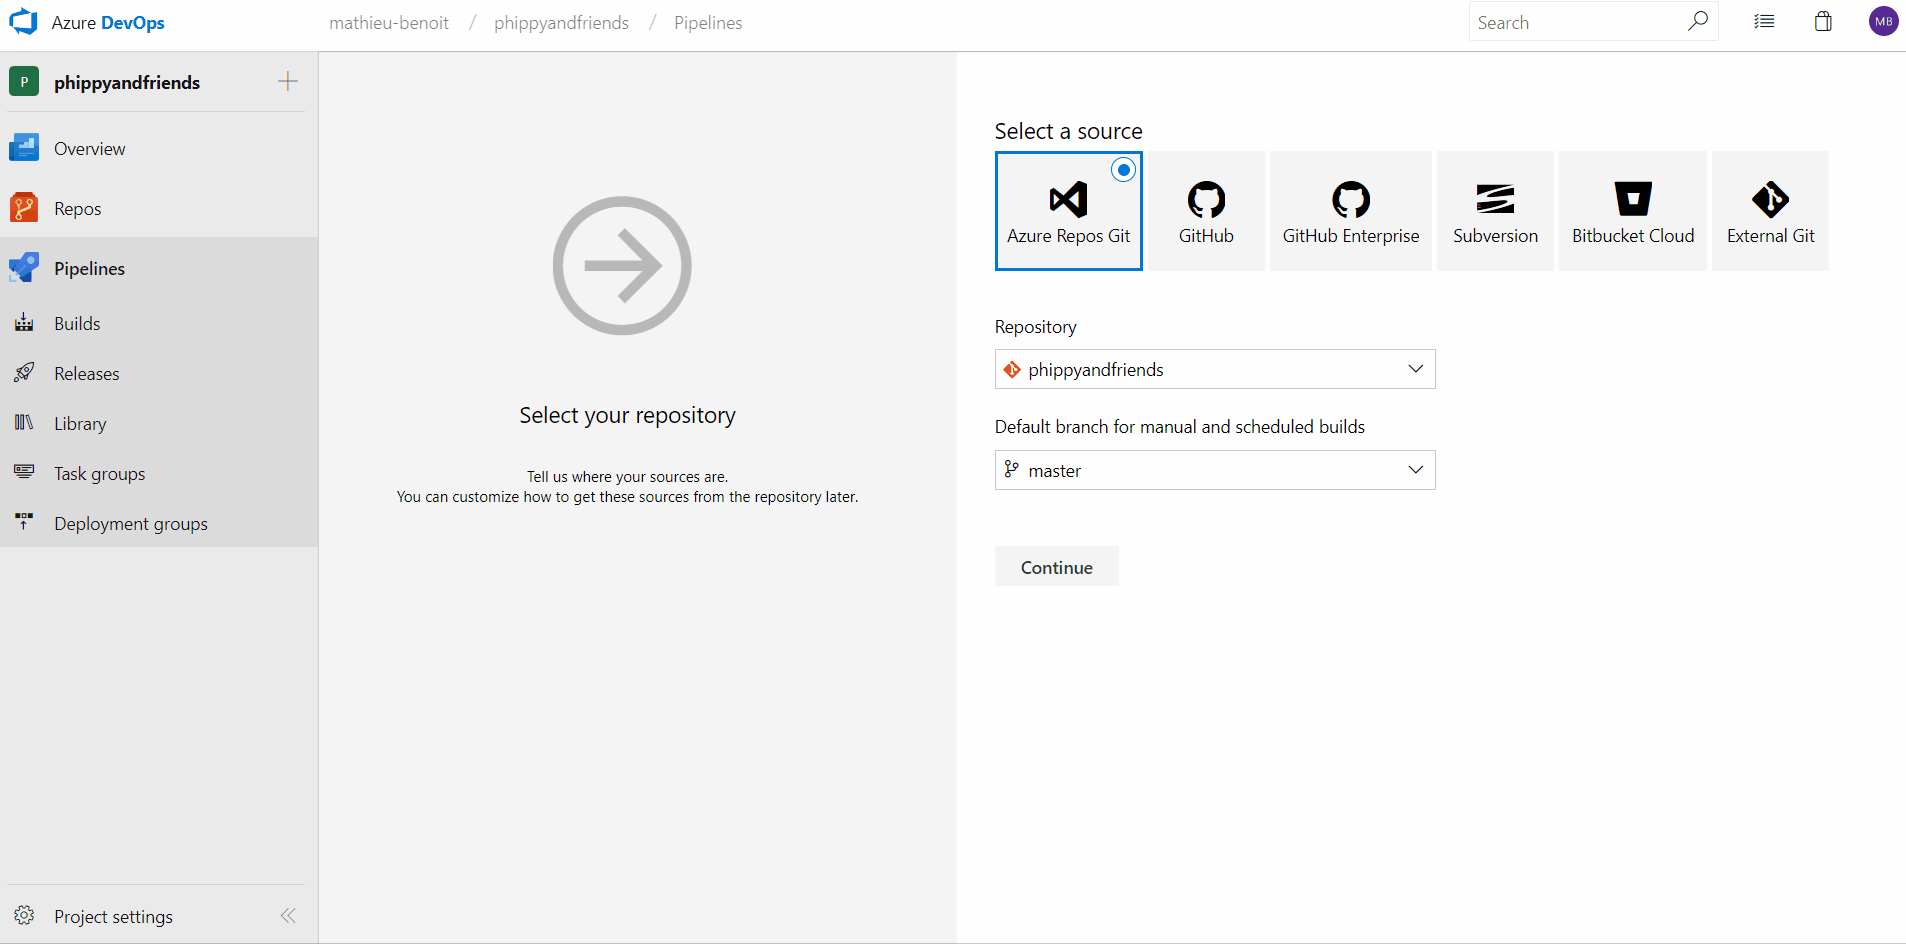 Azure DevOps
mathieu-benoit / phippyandfriends / Pipelines
Search
MB
P
phippyandfriends
Overview
Repos
Pipelines
Builds
Releases
Library
Task groups
Deployment groups
Project settings
Select your repository
Tell us where your sources are.
You can customize how to get these sources from the repository later.
Select a source
Azure Repos Git
GitHub
GitHub Enterprise
Subversion
Bitbucket Cloud
External Git
Repository
phippyandfriends
Default branch for manual and scheduled builds
master
Continue